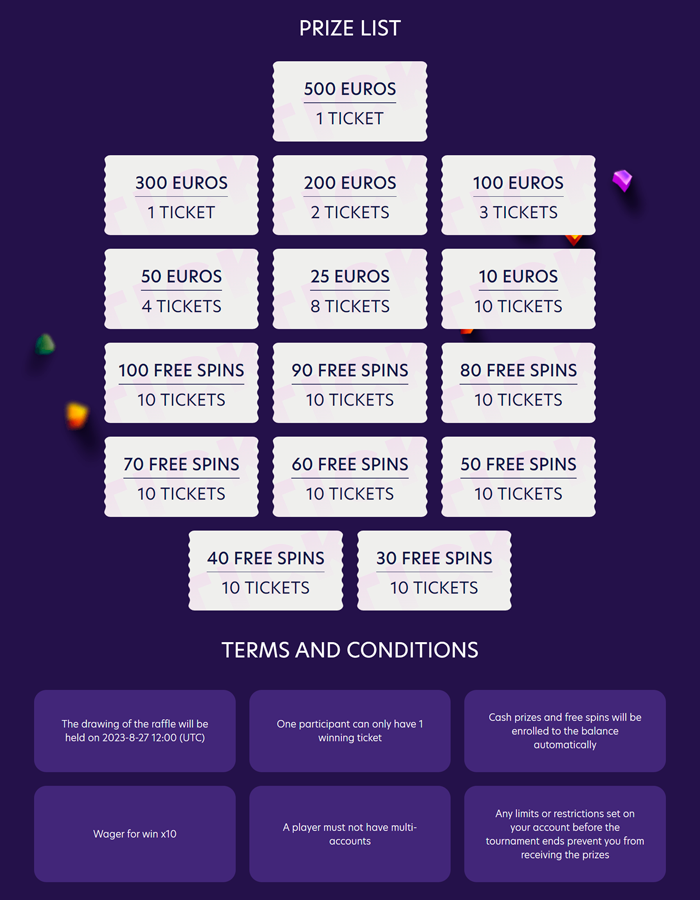 PRIZE LIST
500 EUROS
1 TICKET
300 EUROS
1 TICKET
200 EUROS
2 TICKETS
100 EUROS
3 TICKETS
50 EUROS
4 TICKETS
25 EUROS
8 TICKETS
10 EUROS
10 TICKETS
100 FREE SPINS
10 TICKETS
90 FREE SPINS
10 TICKETS
80 FREE SPINS
10 TICKETS
70 FREE SPINS
10 TICKETS
60 FREE SPINS
10 TICKETS
50 FREE SPINS
10 TICKETS
40 FREE SPINS
10 TICKETS
30 FREE SPINS
10 TICKETS
TERMS AND CONDITIONS
The drawing of the raffle will be
held on 2023-8-27 12:00 (UTC)
One participant can only have 1
winning ticket
Cash prizes and free spins will be
enrolled to the balance
automatically
Wager for win x10
A player must not have multi-
accounts
Any limits or restrictions set on
your account before the
tournament ends prevent you from
receiving the prizes